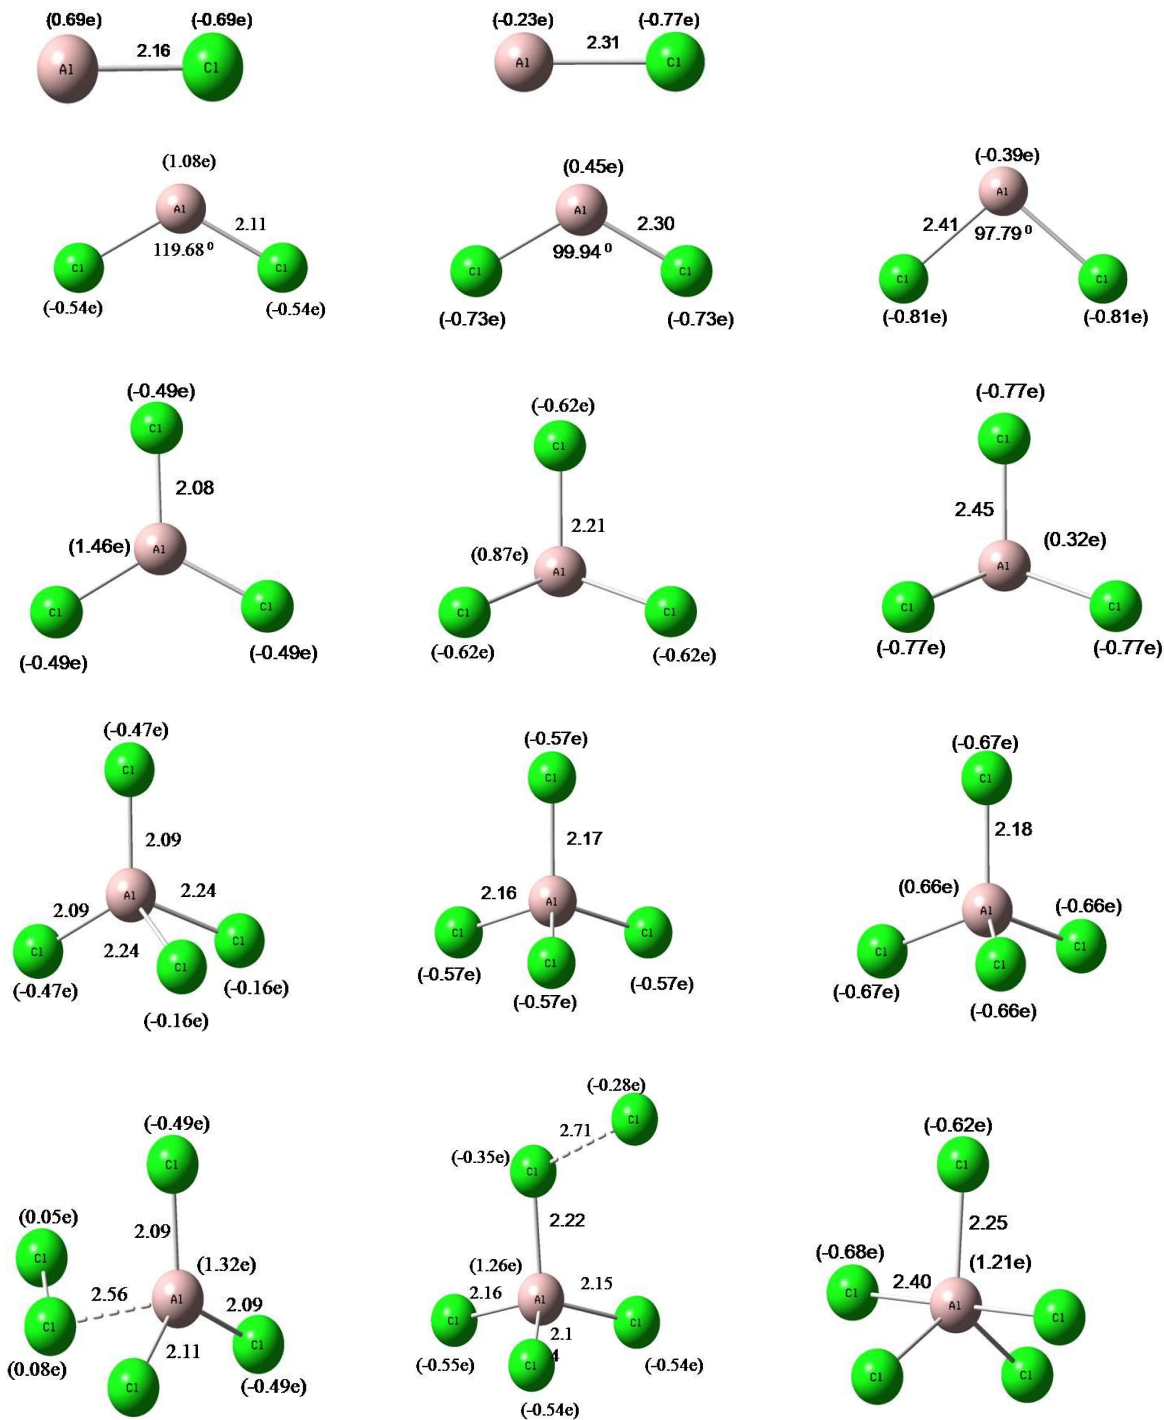 (0.69e) (-0.69e)
2.16
Al Cl
(-0.23e) (-0.77e)
2.31
Al Cl
(1.08e)
Al
2.11
119.68 0
Cl Cl
(-0.54e) (-0.54e)
(0.45e)
Al
2.30
99.94 0
Cl Cl
(-0.73e) (-0.73e)
(-0.39e)
Al
2.41
97.79 0
Cl Cl
(-0.81e) (-0.81e)
(-0.49e)
Cl
2.08
(1.46e) Al
Cl Cl
(-0.49e) (-0.49e)
(-0.62e)
Cl
2.21
(0.87e) Al
Cl Cl
(-0.62e) (-0.62e)
(-0.77e)
Cl
2.45
(0.32e)
Al
Cl Cl
(-0.77e) (-0.77e)
(-0.47e)
Cl
2.09
Al 2.24
2.09
Cl 2.24 Cl
Cl
(-0.47e) (-0.16e)
(-0.16e)
(-0.57e)
Cl
2.17
2.16 Al
Cl Cl
Cl
(-0.57e) (-0.57e)
(-0.57e)
(-0.67e)
Cl
2.18
(0.66e)
Al (-0.66e)
Cl Cl
Cl
(-0.67e)
(-0.66e)
(-0.49e)
Cl
(0.05e) 2.09
Cl (1.32e)
2.56 Al
Cl 2.09
2.11 Cl
(0.08e) (-0.49e)
Cl
(-0.28e)
Cl
2.71
(-0.35e) Cl
2.22
(1.26e)
2.16 Al 2.15
Cl 2.1 Cl
4
(-0.55e) Cl (-0.54e)
(-0.54e)
(-0.62e)
Cl
2.25
(-0.68e) (1.21e)
Cl 2.40
Al Cl
Cl Cl